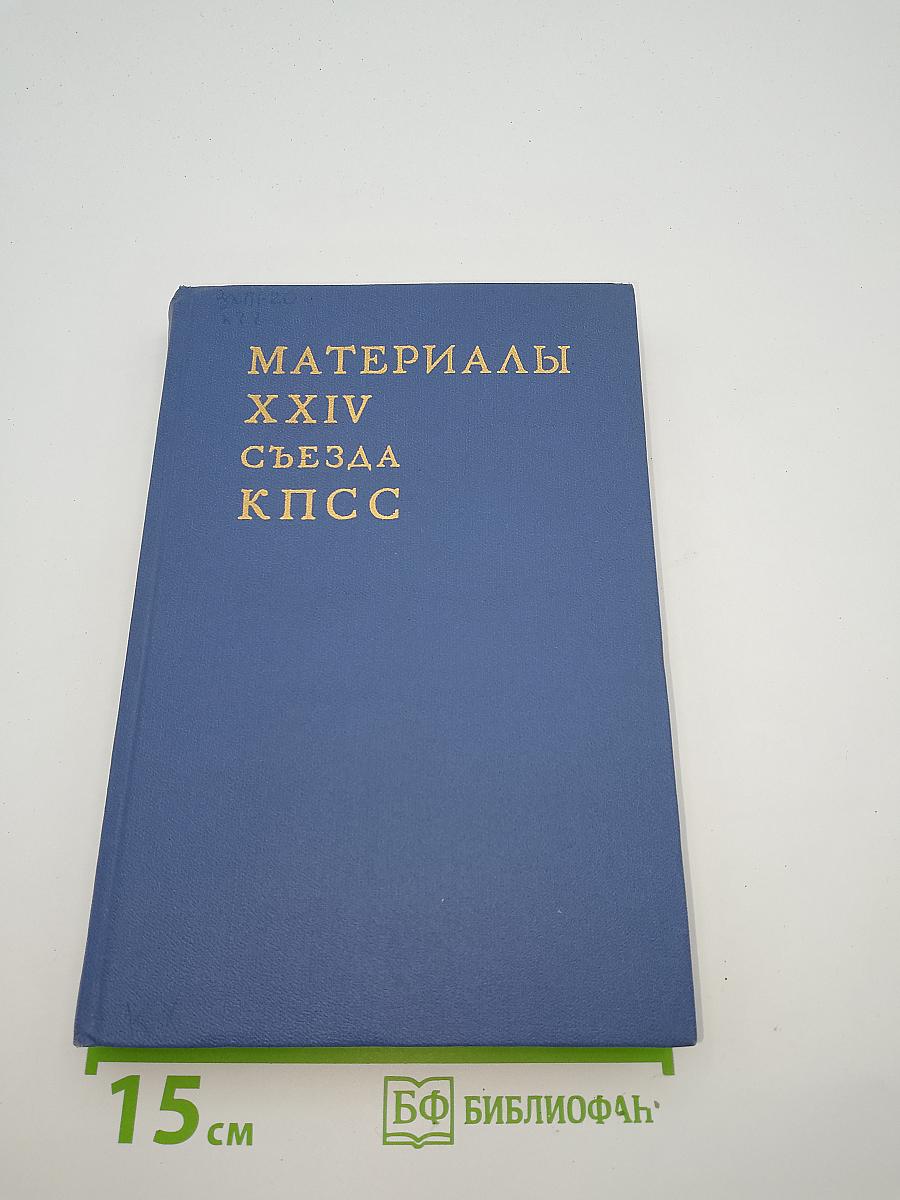 МАТЕРИАЛЫ
XXIV
СЪЕЗДА
КПСС
15 см
БФ БИБЛИОФАН